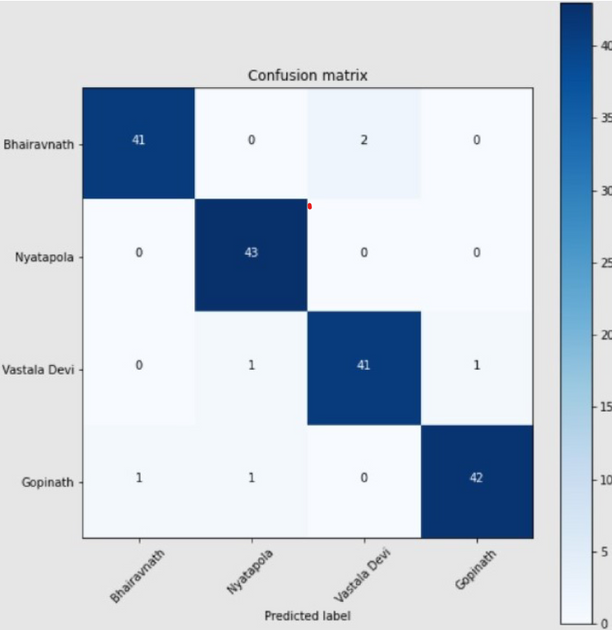 Confusion matrix
Bhairavnath 41 0 2 0
Nyatapola 0 43 0 0
Vastala Devi 0 1 41 1
Gopinath 1 1 0 42
Bhairavnath Nyatapola Vastala Devi Gopinath
Predicted label
40
35
30
25
20
15
10
5
0